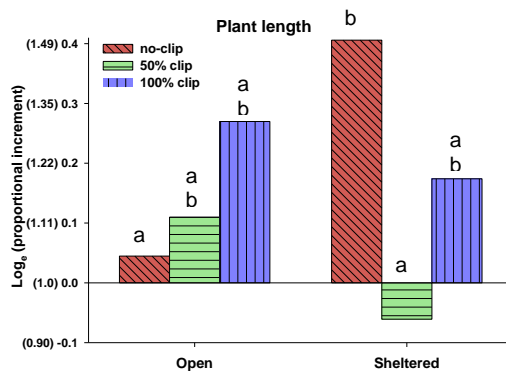 Plant length
no-clip
50% clip
100% clip
Log_e (proportional increment)
(1.49) 0.4
(1.35) 0.3
(1.22) 0.2
(1.11) 0.1
(1.0) 0.0
(0.90) -0.1
a
a
b
a
b
b
a
a
b
Open
Sheltered